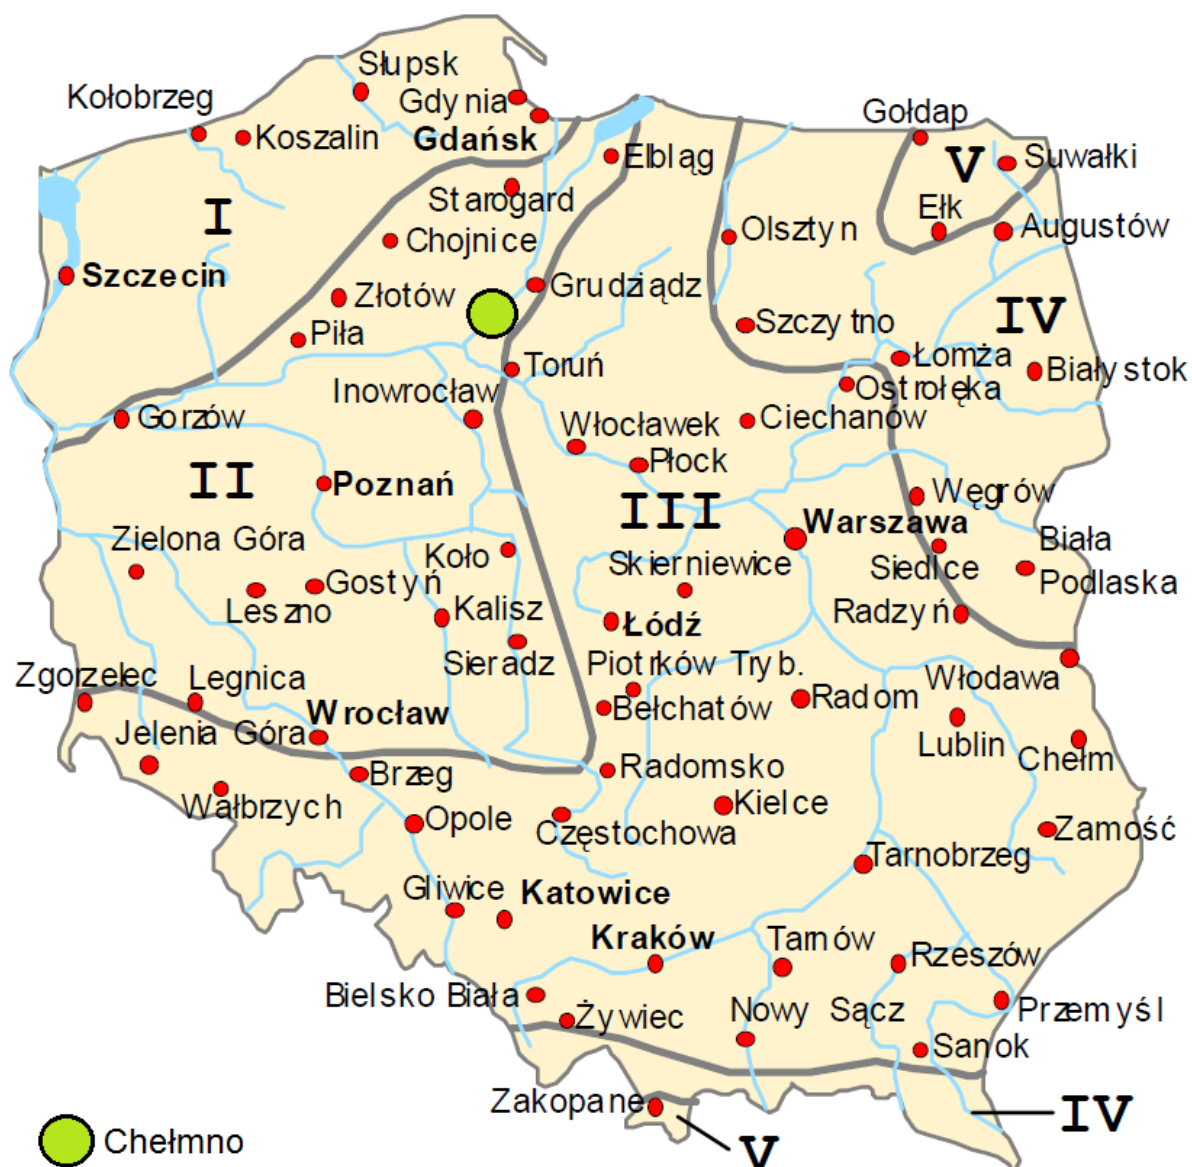 Słupsk
Kołobrzeg
Gdynia
Koszalin
Gdańsk
Gołdap
Elbląg
V
Suwałki
Starogard
I
Ełk
Chojnice
Olsztyn
Augustów
Szczecin
Złotów
Grudziądz
IV
Piła
Szczytno
Toruń
Łomża
Białystok
Inowrocław
Ostrołęka
Gorzów
Włocławek
Ciechanów
Płock
II
Poznań
III
Węgrów
Warszawa
Zielona Góra
Koło
Skierniewice
Siedlce
Biała
Podlaska
Gostyń
Leszno
Kalisz
Łódź
Radzyń
Sieradz
Piotrków Tryb.
Zgorzelec
Legnica
Włodawa
Wrocław
Bełchatów
Radom
Jelenia Góra
Lublin
Chełm
Brzeg
Radomsko
Wałbrzych
Kielce
Opole
Częstochowa
Zamość
Tarnobrzeg
Gliwice
Katowice
Kraków
Tarnów
Rzeszów
Bielsko Biała
Żywiec
Nowy Sącz
Przemyśl
Sanok
Zakopane
IV
Chełmno
V